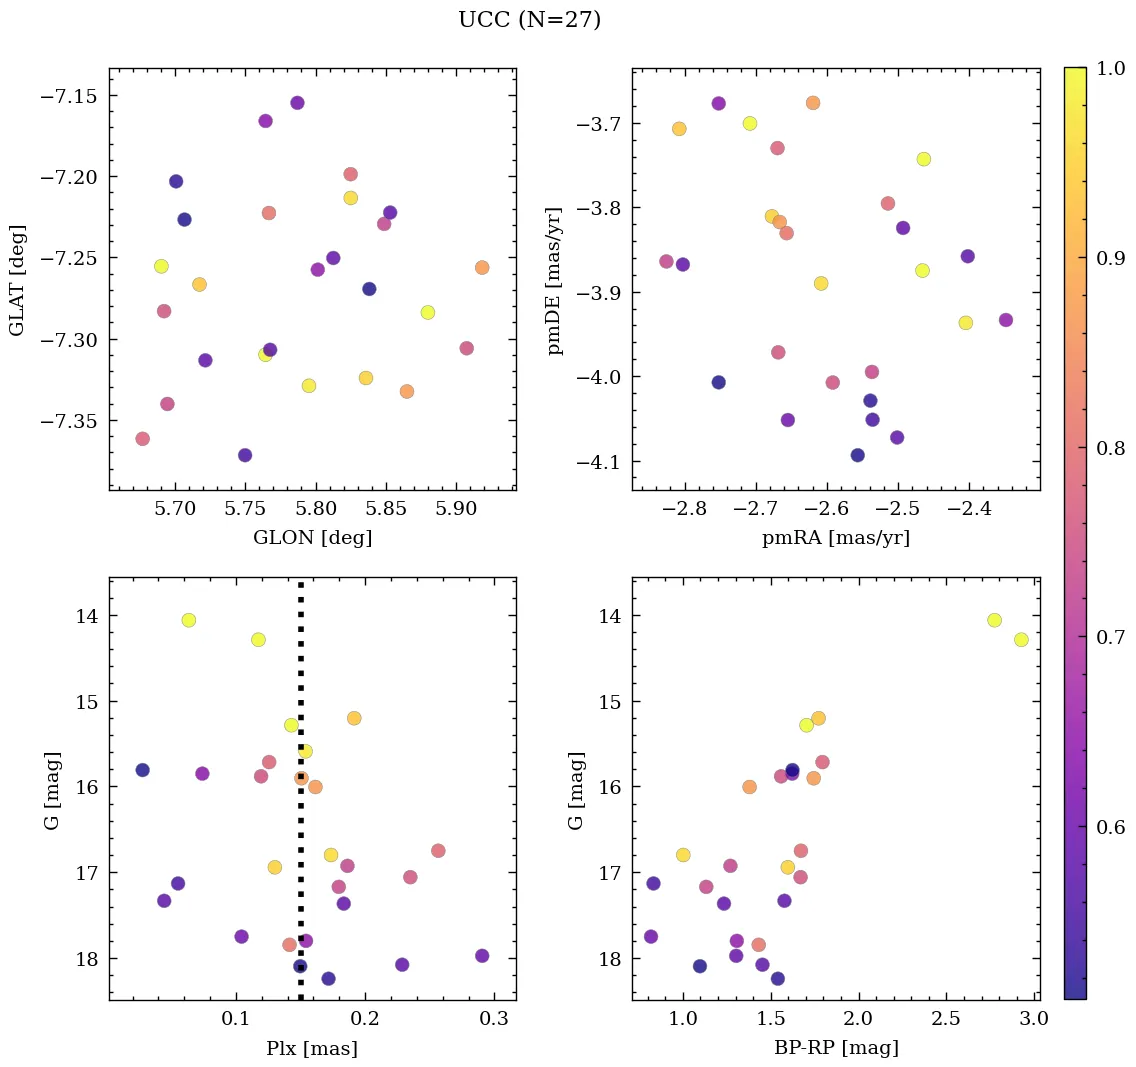 UCC (N=27)
−7.15
−7.20
−7.25
−7.30
−7.35
GLAT [deg]
5.70 5.75 5.80 5.85 5.90
GLON [deg]
−3.7
−3.8
−3.9
−4.0
−4.1
pmDE [mas/yr]
−2.8 −2.7 −2.6 −2.5 −2.4
pmRA [mas/yr]
14
15
16
17
18
G [mag]
0.1 0.2 0.3
Plx [mas]
14
15
16
17
18
G [mag]
1.0 1.5 2.0 2.5 3.0
BP-RP [mag]
1.0
0.9
0.8
0.7
0.6